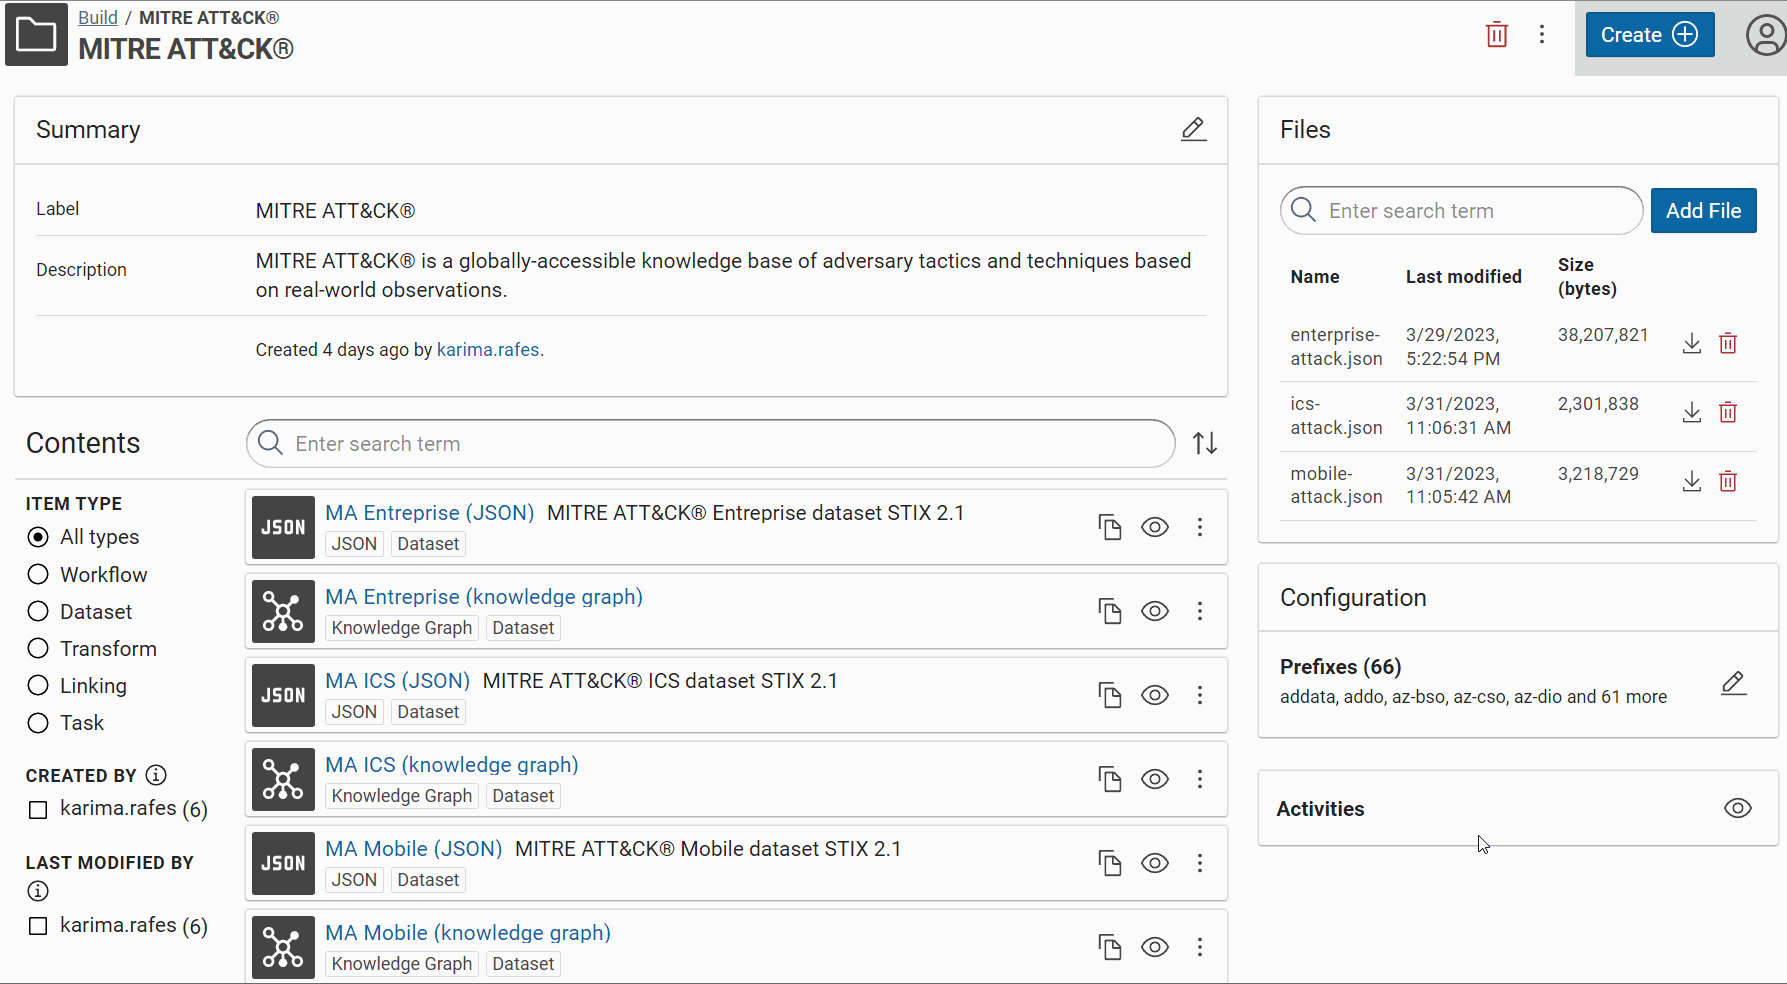 Build / MITRE ATT&CK®
MITRE ATT&CK®
Create
Summary
Label
MITRE ATT&CK®
Description
MITRE ATT&CK® is a globally-accessible knowledge base of adversary tactics and techniques based
on real-world observations.
Created 4 days ago by karima.rafes.
Contents
Enter search term
ITEM TYPE
All types
Workflow
Dataset
Transform
Linking
Task
CREATED BY
karima.rafes (6)
LAST MODIFIED BY
karima.rafes (6)
JSON
MA Entreprise (JSON) MITRE ATT&CK® Entreprise dataset STIX 2.1
JSON Dataset
MA Entreprise (knowledge graph)
Knowledge Graph Dataset
JSON
MA ICS (JSON) MITRE ATT&CK® ICS dataset STIX 2.1
JSON Dataset
MA ICS (knowledge graph)
Knowledge Graph Dataset
JSON
MA Mobile (JSON) MITRE ATT&CK® Mobile dataset STIX 2.1
JSON Dataset
MA Mobile (knowledge graph)
Knowledge Graph Dataset
Files
Enter search term
Add File
Name Last modified Size
(bytes)
enterprise- 3/29/2023, 38,207,821
attack.json 5:22:54 PM
ics- 3/31/2023, 2,301,838
attack.json 11:06:31 AM
mobile- 3/31/2023, 3,218,729
attack.json 11:05:42 AM
Configuration
Prefixes (66)
addata, addo, az-bso, az-cso, az-dio and 61 more
Activities